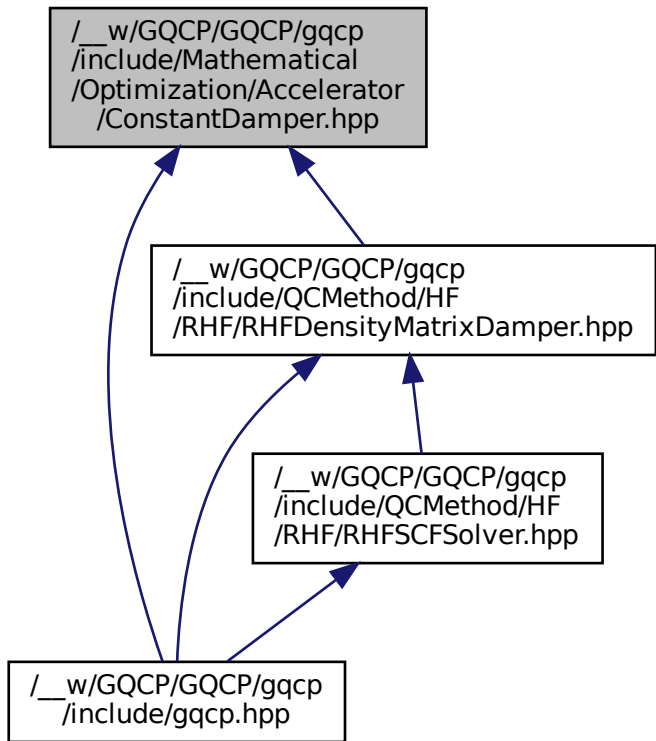 /__w/GQCP/GQCP/gqcp
/include/Mathematical
/Optimization/Accelerator
/ConstantDamper.hpp
/__w/GQCP/GQCP/gqcp
/include/QCMethod/HF
/RHF/RHFDensityMatrixDamper.hpp
/__w/GQCP/GQCP/gqcp
/include/QCMethod/HF
/RHF/RHFSCFSolver.hpp
/__w/GQCP/GQCP/gqcp
/include/gqcp.hpp